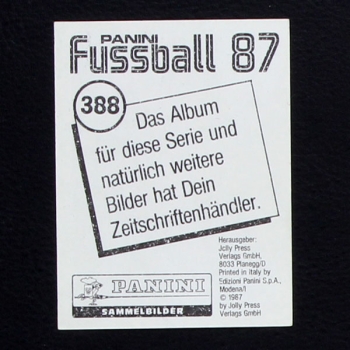 PANINI
Fussball 87
388
Das Album
für diese Serie und
natürlich weitere
Bilder hat Dein
Zeitschriftenhändler.
Herausgeber:
Jolly Press
Verlags GmbH,
8033 Planegg/D
Printed in Italy by
Edizioni Panini S.p.A.,
Modena/I
© 1987
by Jolly Press
Verlags GmbH
PANINI
SAMMELBILDER